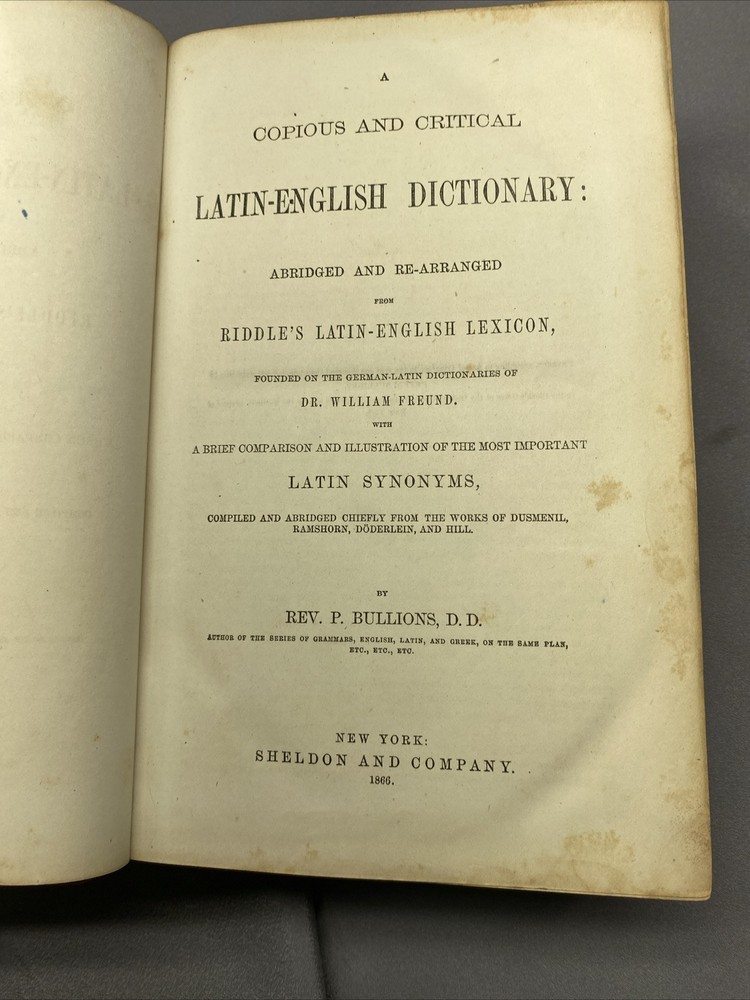 A
COPIOUS AND CRITICAL
LATIN-ENGLISH DICTIONARY:
ABRIDGED AND RE-ARRANGED
FROM
RIDDLE'S LATIN-ENGLISH LEXICON,
FOUNDED ON THE GERMAN-LATIN DICTIONARIES OF
DR. WILLIAM FREUND.
WITH
A BRIEF COMPARISON AND ILLUSTRATION OF THE MOST IMPORTANT
LATIN SYNONYMS,
COMPILED AND ABRIDGED CHIEFLY FROM THE WORKS OF DUSMENIL,
RAMSHORN, DÖDERLEIN, AND HILL.
BY
REV. P. BULLIONS, D. D.
AUTHOR OF THE SERIES OF GRAMMARS, ENGLISH, LATIN, AND GREEK, ON THE SAME PLAN,
ETC., ETC., ETC.
NEW YORK:
SHELDON AND COMPANY.
1866.